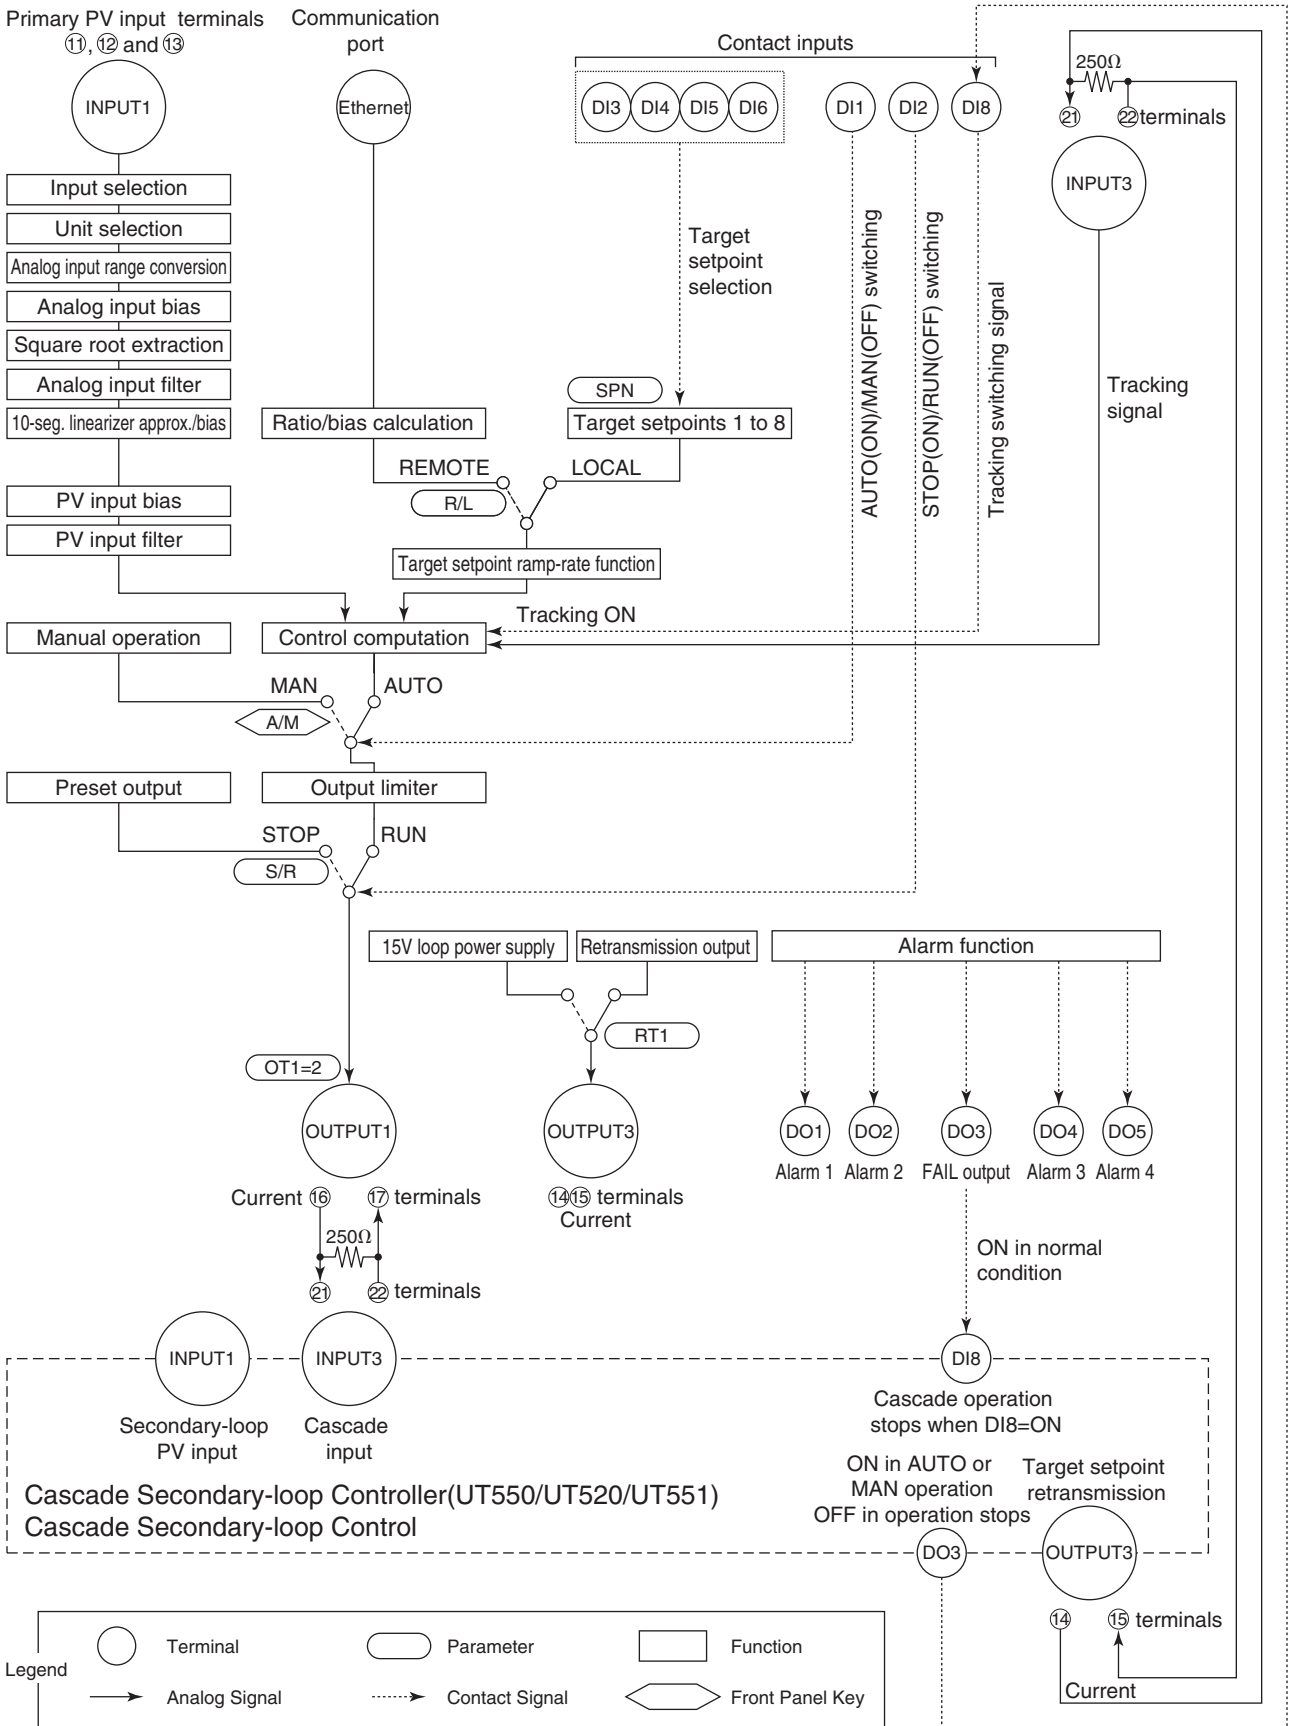 Primary PV input terminals
⑪, ⑫ and ⑬
Communication
port
Contact inputs
250Ω
㉑
㉒terminals
INPUT1
Ethernet
DI3
DI4
DI5
DI6
DI1
DI2
DI8
INPUT3
Input selection
Unit selection
Analog input range conversion
Analog input bias
Square root extraction
Analog input filter
10-seg. linearizer approx./bias
Target
setpoint
selection
AUTO(ON)/MAN(OFF) switching
STOP(ON)/RUN(OFF) switching
Tracking switching signal
Tracking
signal
SPN
Ratio/bias calculation
Target setpoints 1 to 8
REMOTE
LOCAL
R/L
PV input bias
PV input filter
Target setpoint ramp-rate function
Tracking ON
Manual operation
Control computation
MAN
AUTO
A/M
Preset output
Output limiter
STOP
RUN
S/R
15V loop power supply
Retransmission output
Alarm function
RT1
OT1=2
OUTPUT1
OUTPUT3
DO1
DO2
DO3
DO4
DO5
Alarm 1
Alarm 2
FAIL output
Alarm 3
Alarm 4
Current ⑯
⑰ terminals
⑭⑮ terminals
Current
250Ω
㉑
㉒ terminals
ON in normal
condition
INPUT1
INPUT3
DI8
Secondary-loop
PV input
Cascade
input
Cascade operation
stops when DI8=ON
ON in AUTO or
MAN operation
OFF in operation stops
Target setpoint
retransmission
Cascade Secondary-loop Controller(UT550/UT520/UT551)
Cascade Secondary-loop Control
DO3
OUTPUT3
⑭
⑮ terminals
Current
Legend
Terminal
Parameter
Function
Analog Signal
Contact Signal
Front Panel Key